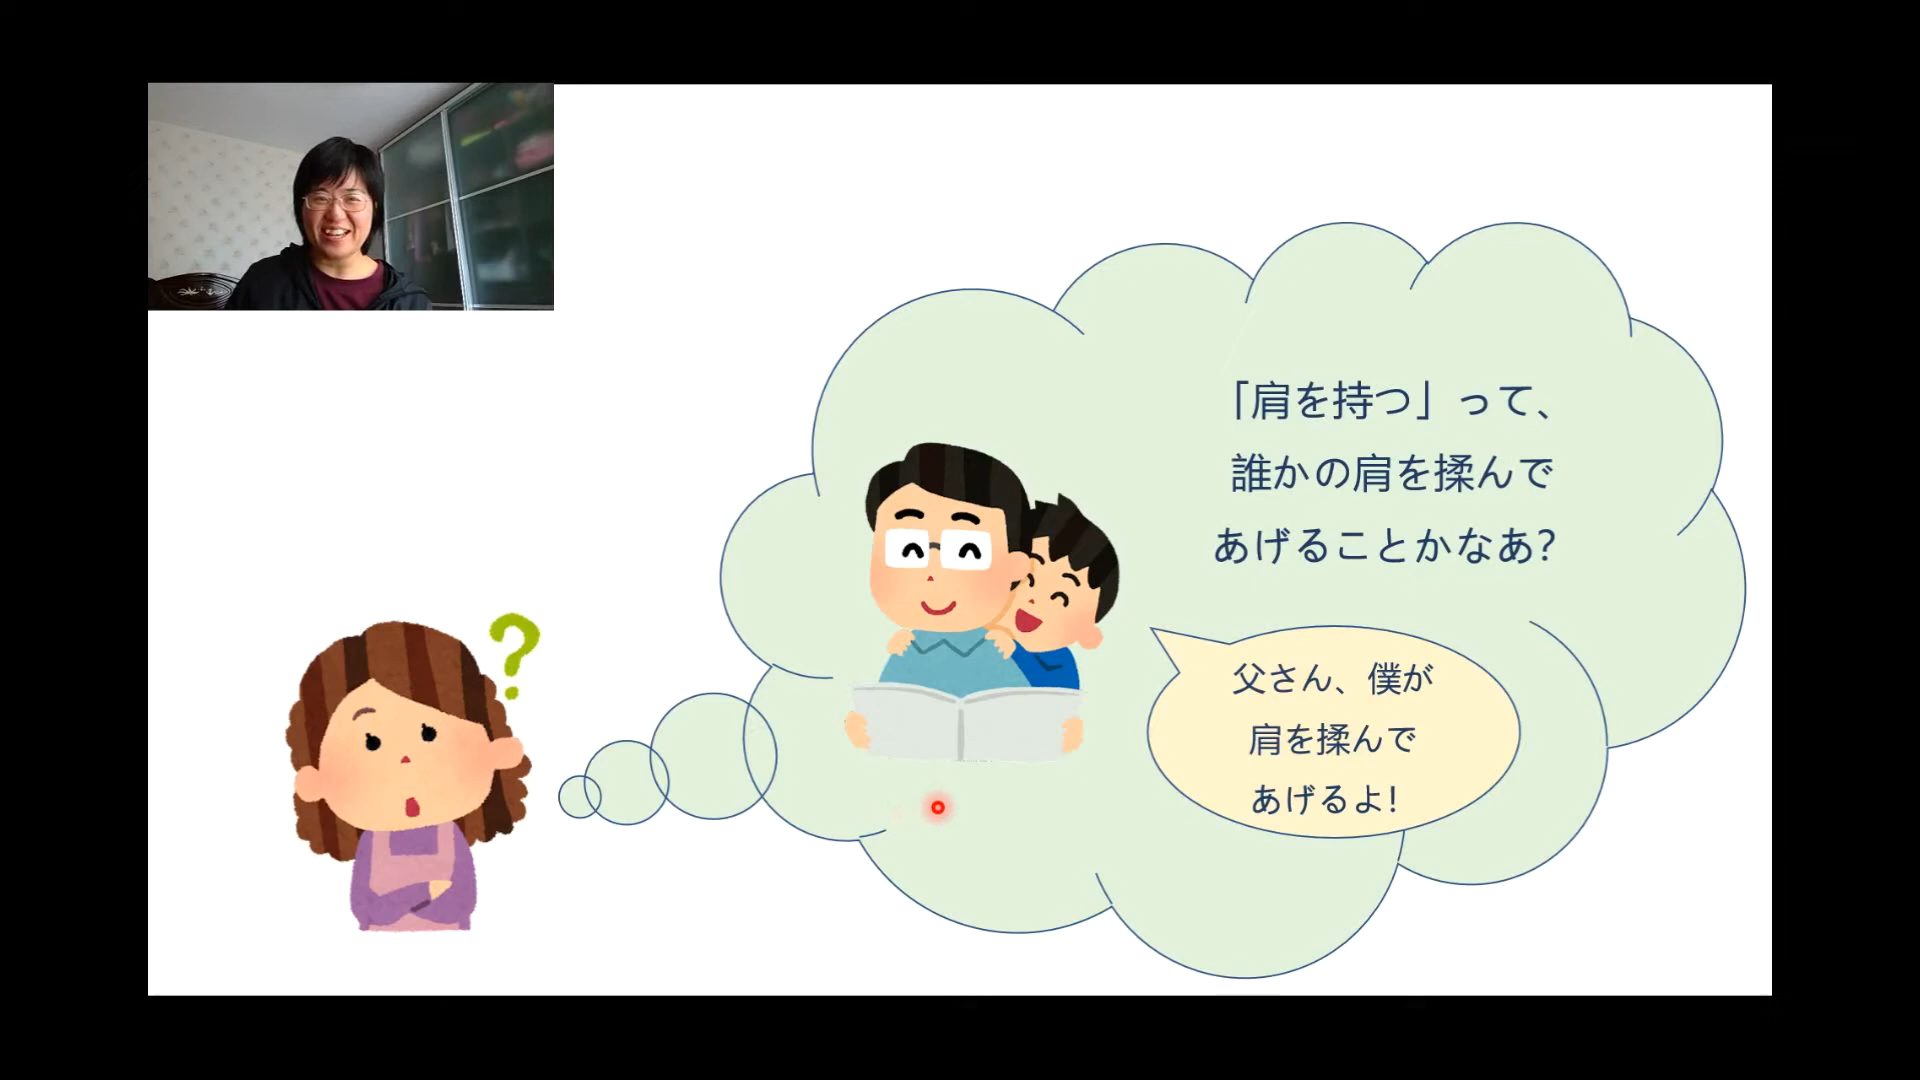 「肩を持つ」って、
誰かの肩を揉んで
あげることかなあ?
父さん、僕が
肩を揉んで
あげるよ!